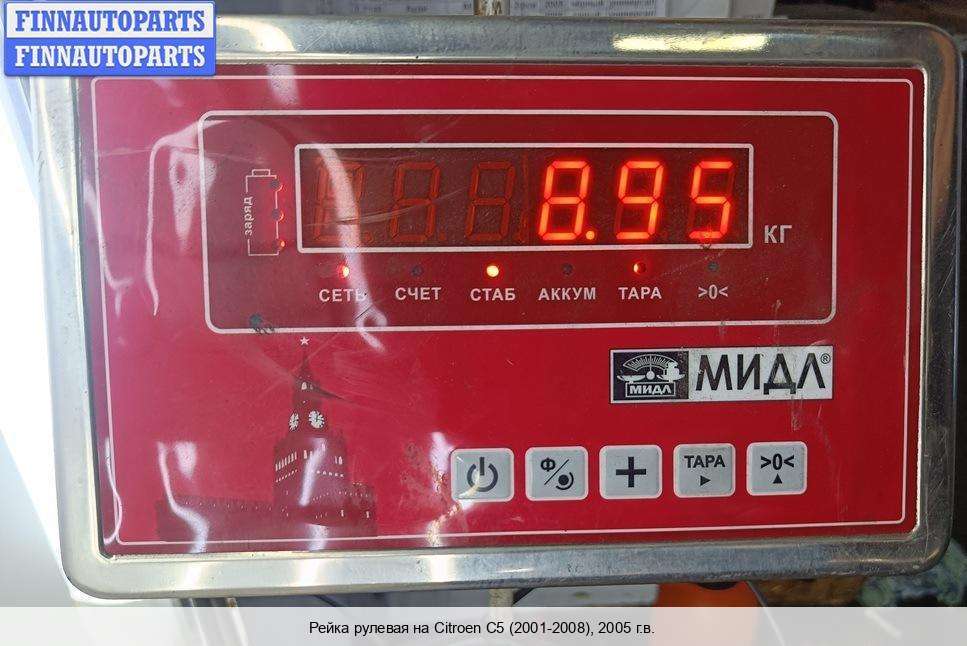 FINNAUTOPARTS
FINNAUTOPARTS
заряд
8.95
КГ
СЕТЬ СЧЕТ СТАБ АККУМ ТАРА >0<
МИДЛ МИДЛ®
Ф ТАРА >0<
Рейка рулевая на Citroen C5 (2001-2008), 2005 г.в.